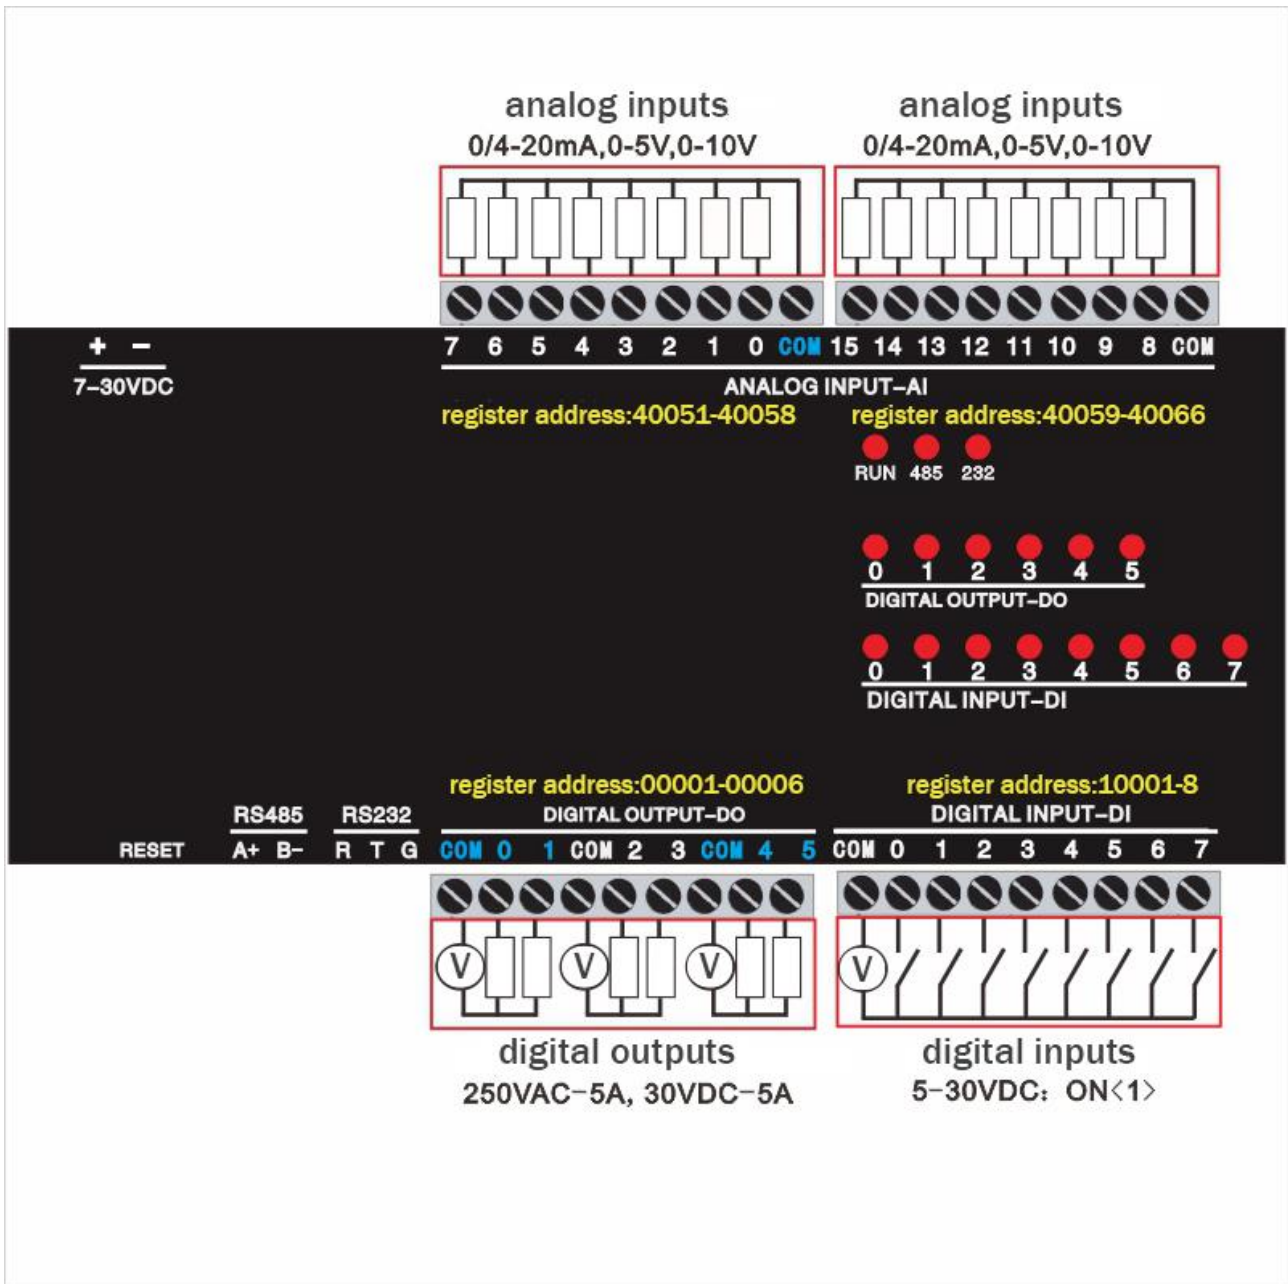 analog inputs
0/4-20mA,0-5V,0-10V
analog inputs
0/4-20mA,0-5V,0-10V
+ −
7−30VDC
7 6 5 4 3 2 1 0 COM 15 14 13 12 11 10 9 8 COM
ANALOG INPUT−AI
register address:40051-40058
register address:40059-40066
RUN 485 232
0 1 2 3 4 5
DIGITAL OUTPUT−DO
0 1 2 3 4 5 6 7
DIGITAL INPUT−DI
register address:00001-00006
register address:10001-8
RS485 RS232 DIGITAL OUTPUT−DO DIGITAL INPUT−DI
RESET A+ B− R T G COM 0 1 COM 2 3 COM 4 5 COM 0 1 2 3 4 5 6 7
V V V V
digital outputs
250VAC−5A, 30VDC−5A
digital inputs
5−30VDC: ON<1>